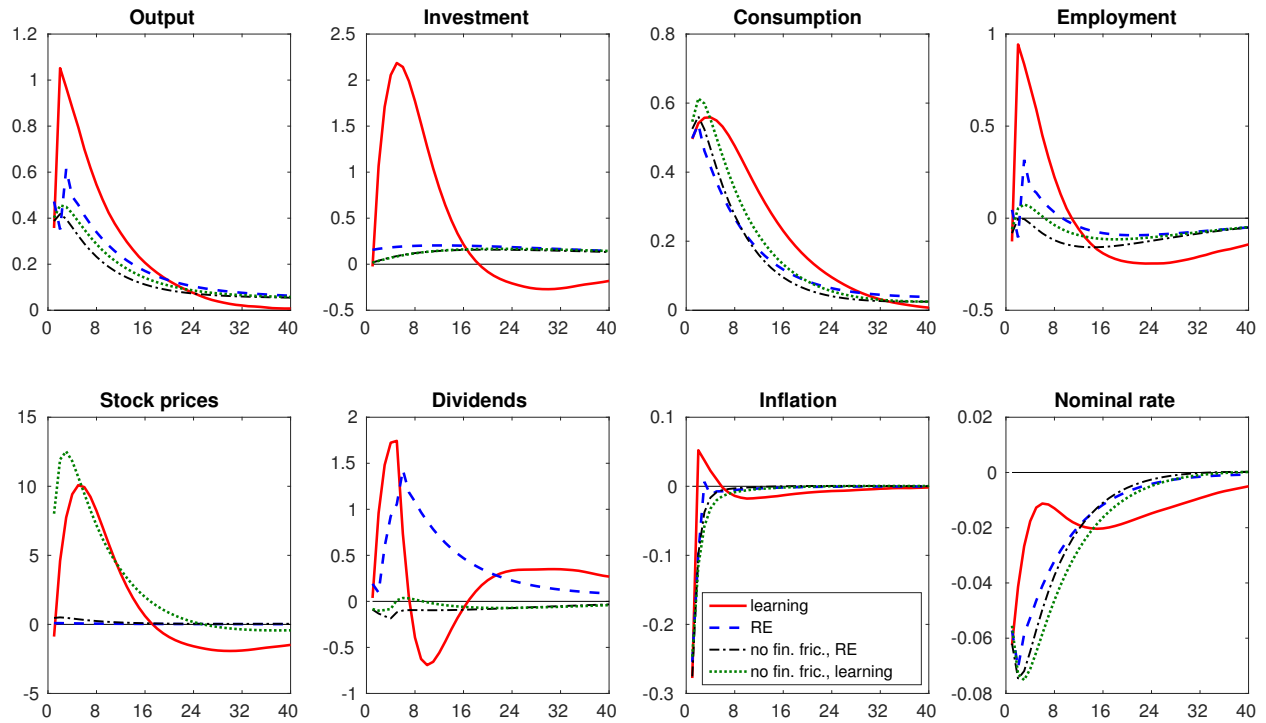 Output
1.2
1
0.8
0.6
0.4
0.2
0
0 8 16 24 32 40
Investment
2.5
2
1.5
1
0.5
0
-0.5
0 8 16 24 32 40
Consumption
0.8
0.6
0.4
0.2
0
0 8 16 24 32 40
Employment
1
0.5
0
-0.5
0 8 16 24 32 40
Stock prices
15
10
5
0
-5
0 8 16 24 32 40
Dividends
2
1.5
1
0.5
0
-0.5
-1
0 8 16 24 32 40
Inflation
0.1
0
-0.1
-0.2
-0.3
0 8 16 24 32 40
learning
RE
no fin. fric., RE
no fin. fric., learning
Nominal rate
0.02
0
-0.02
-0.04
-0.06
-0.08
0 8 16 24 32 40